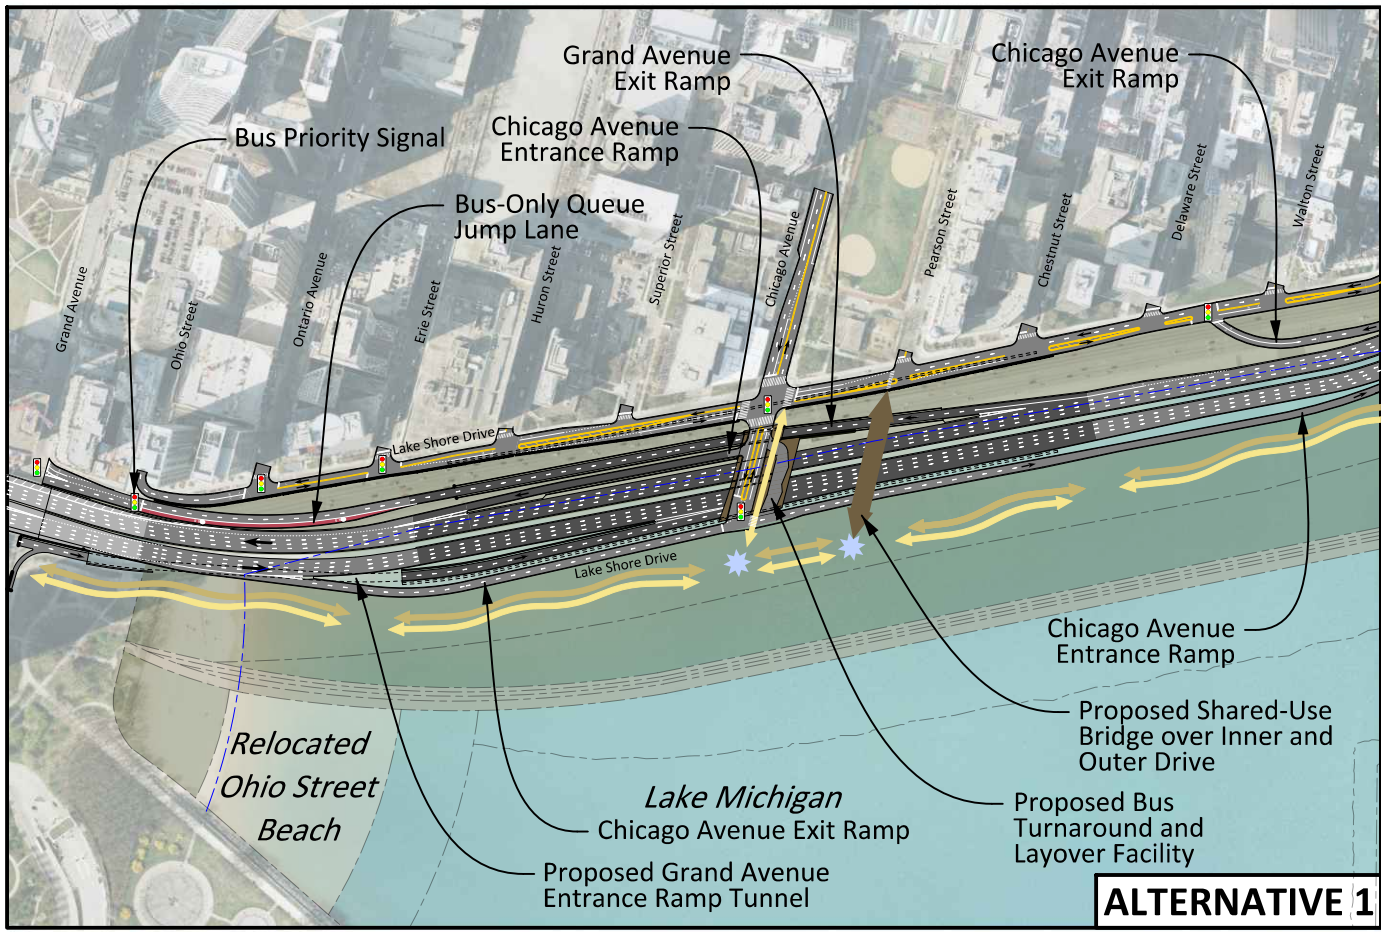 Grand Avenue
Exit Ramp
Chicago Avenue
Exit Ramp
Bus Priority Signal
Chicago Avenue
Entrance Ramp
Bus-Only Queue
Jump Lane
Grand Avenue
Ohio Street
Ontario Avenue
Erie Street
Huron Street
Superior Street
Chicago Avenue
Pearson Street
Chestnut Street
Delaware Street
Walton Street
Lake Shore Drive
Lake Shore Drive
Chicago Avenue
Entrance Ramp
Proposed Shared-Use
Bridge over Inner and
Outer Drive
Relocated
Ohio Street
Beach
Lake Michigan
Chicago Avenue Exit Ramp
Proposed Bus
Turnaround and
Layover Facility
Proposed Grand Avenue
Entrance Ramp Tunnel
ALTERNATIVE 1